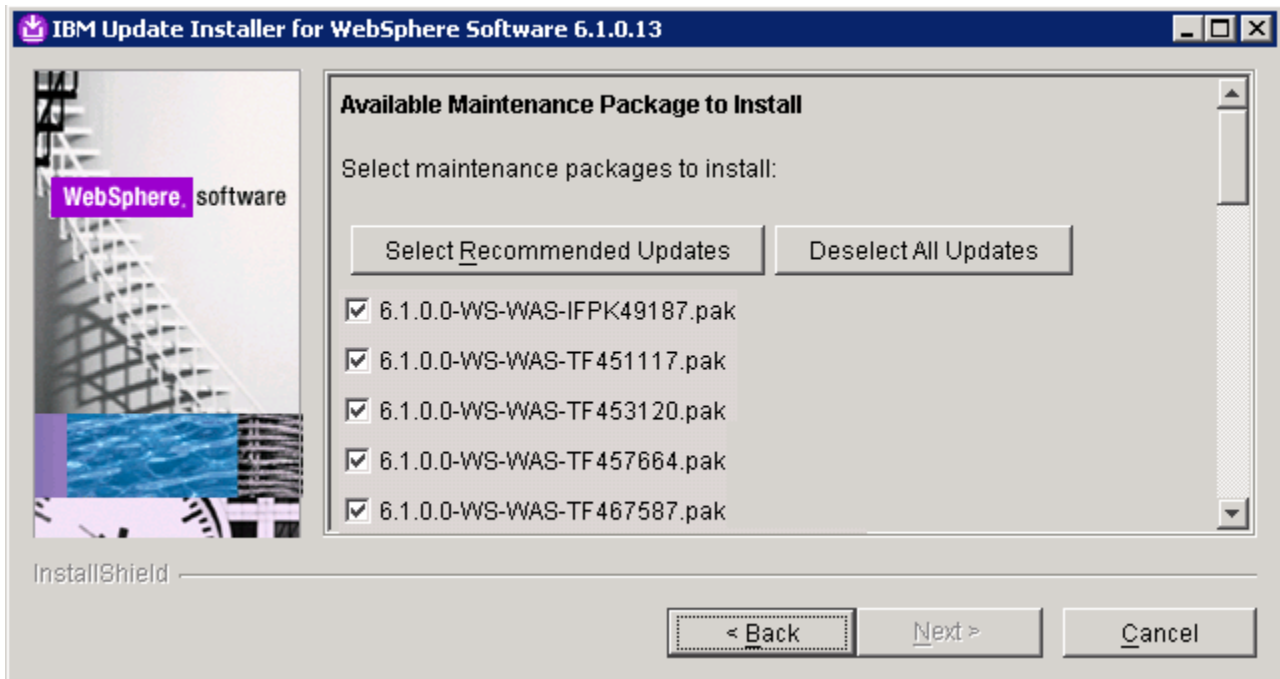 IBM Update Installer for WebSphere Software 6.1.0.13
WebSphere. software
Available Maintenance Package to Install
Select maintenance packages to install:
Select Recommended Updates
Deselect All Updates
6.1.0.0-WS-WAS-IFPK49187.pak
6.1.0.0-WS-WAS-TF451117.pak
6.1.0.0-WS-WAS-TF453120.pak
6.1.0.0-WS-WAS-TF457664.pak
6.1.0.0-WS-WAS-TF467587.pak
InstallShield
< Back
Next >
Cancel